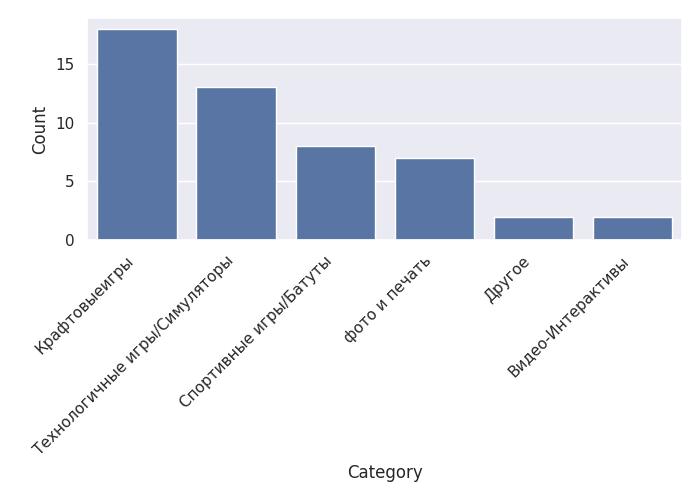 Count
15
10
5
0
Крафтовыеигры
Технологичные игры/Симуляторы
Спортивные игры/Батуты
фото и печать
Другое
Видео-Интерактивы
Category